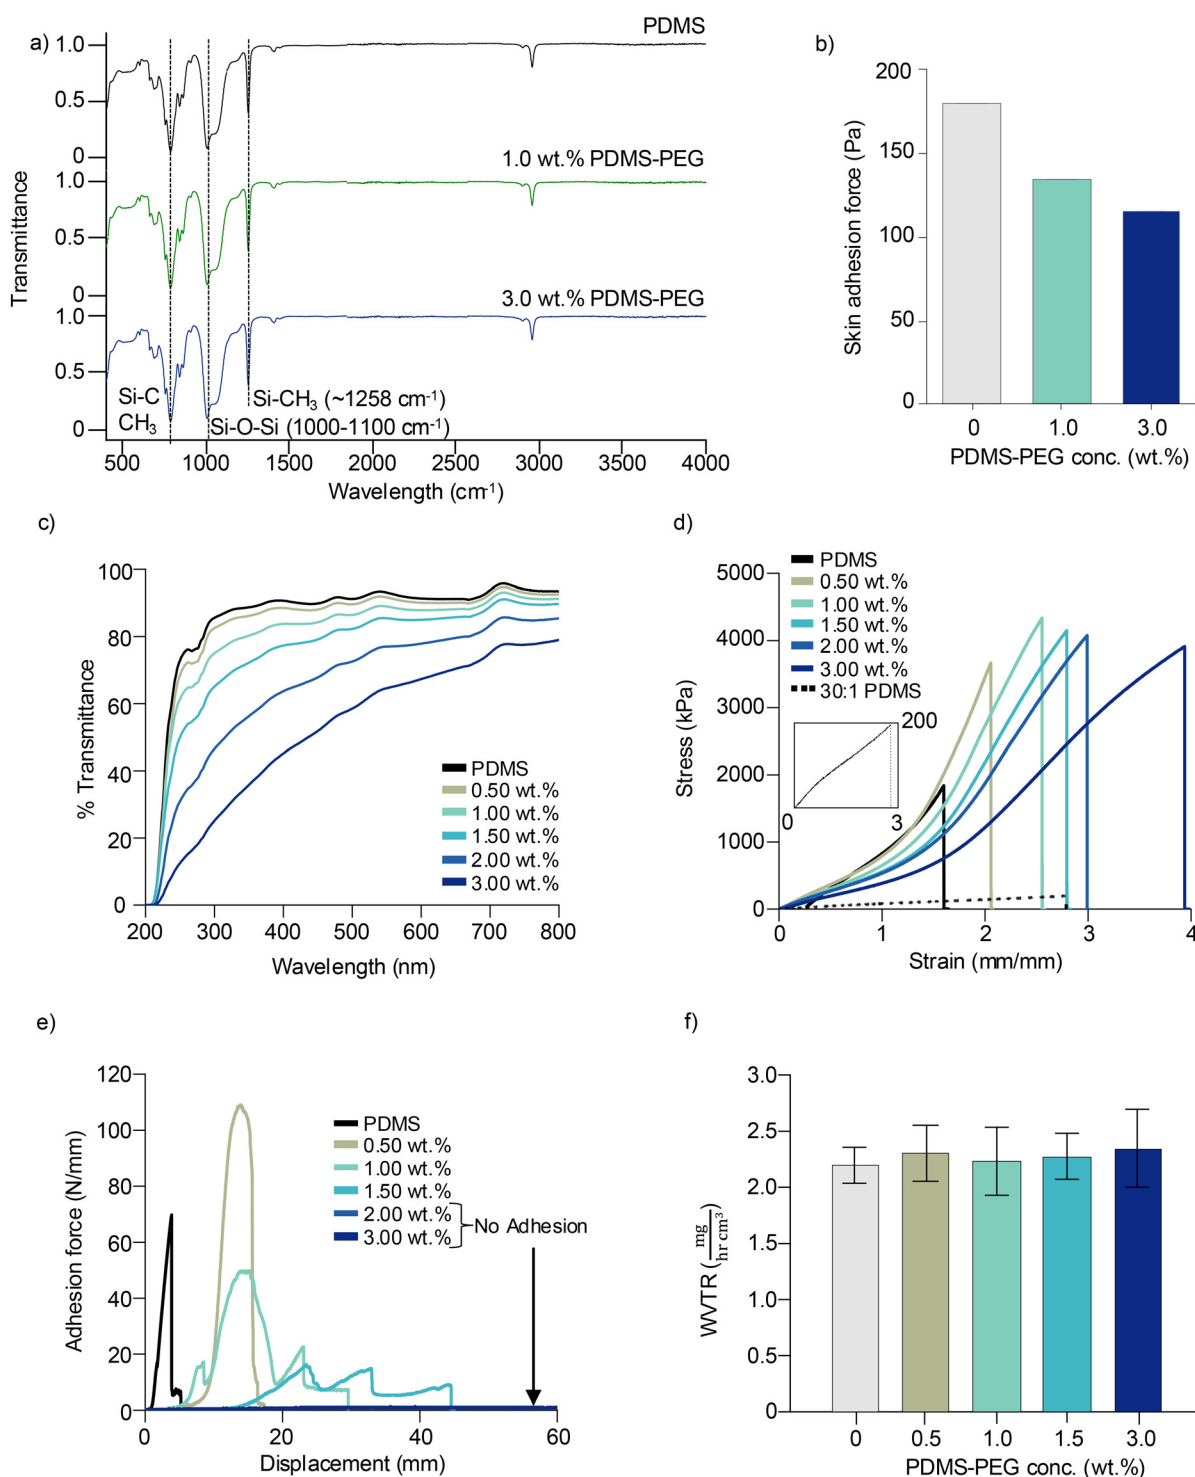 a)
PDMS
1.0
0.5
0
1.0 wt.% PDMS-PEG
1.0
0.5
0
3.0 wt.% PDMS-PEG
1.0
0.5
0
Transmittance
Si-C
CH₃
Si-CH₃ (~1258 cm⁻¹)
Si-O-Si (1000-1100 cm⁻¹)
500 1000 1500 2000 2500 3000 3500 4000
Wavelength (cm⁻¹)
b)
200
150
100
50
0
Skin adhesion force (Pa)
0 1.0 3.0
PDMS-PEG conc. (wt.%)
c)
100
80
60
40
20
0
% Transmittance
PDMS
0.50 wt.%
1.00 wt.%
1.50 wt.%
2.00 wt.%
3.00 wt.%
200 300 400 500 600 700 800
Wavelength (nm)
d)
PDMS
0.50 wt.%
1.00 wt.%
1.50 wt.%
2.00 wt.%
3.00 wt.%
30:1 PDMS
5000
4000
3000
2000
1000
0
Stress (kPa)
200
0 3
0 1 2 3 4
Strain (mm/mm)
e)
120
100
80
60
40
20
0
Adhesion force (N/mm)
PDMS
0.50 wt.%
1.00 wt.%
1.50 wt.%
2.00 wt.%
3.00 wt.%
No Adhesion
0 20 40 60
Displacement (mm)
f)
3.0
2.5
2.0
1.5
1.0
0.5
0
WVTR (mg/hr cm³)
0 0.5 1.0 1.5 3.0
PDMS-PEG conc. (wt.%)